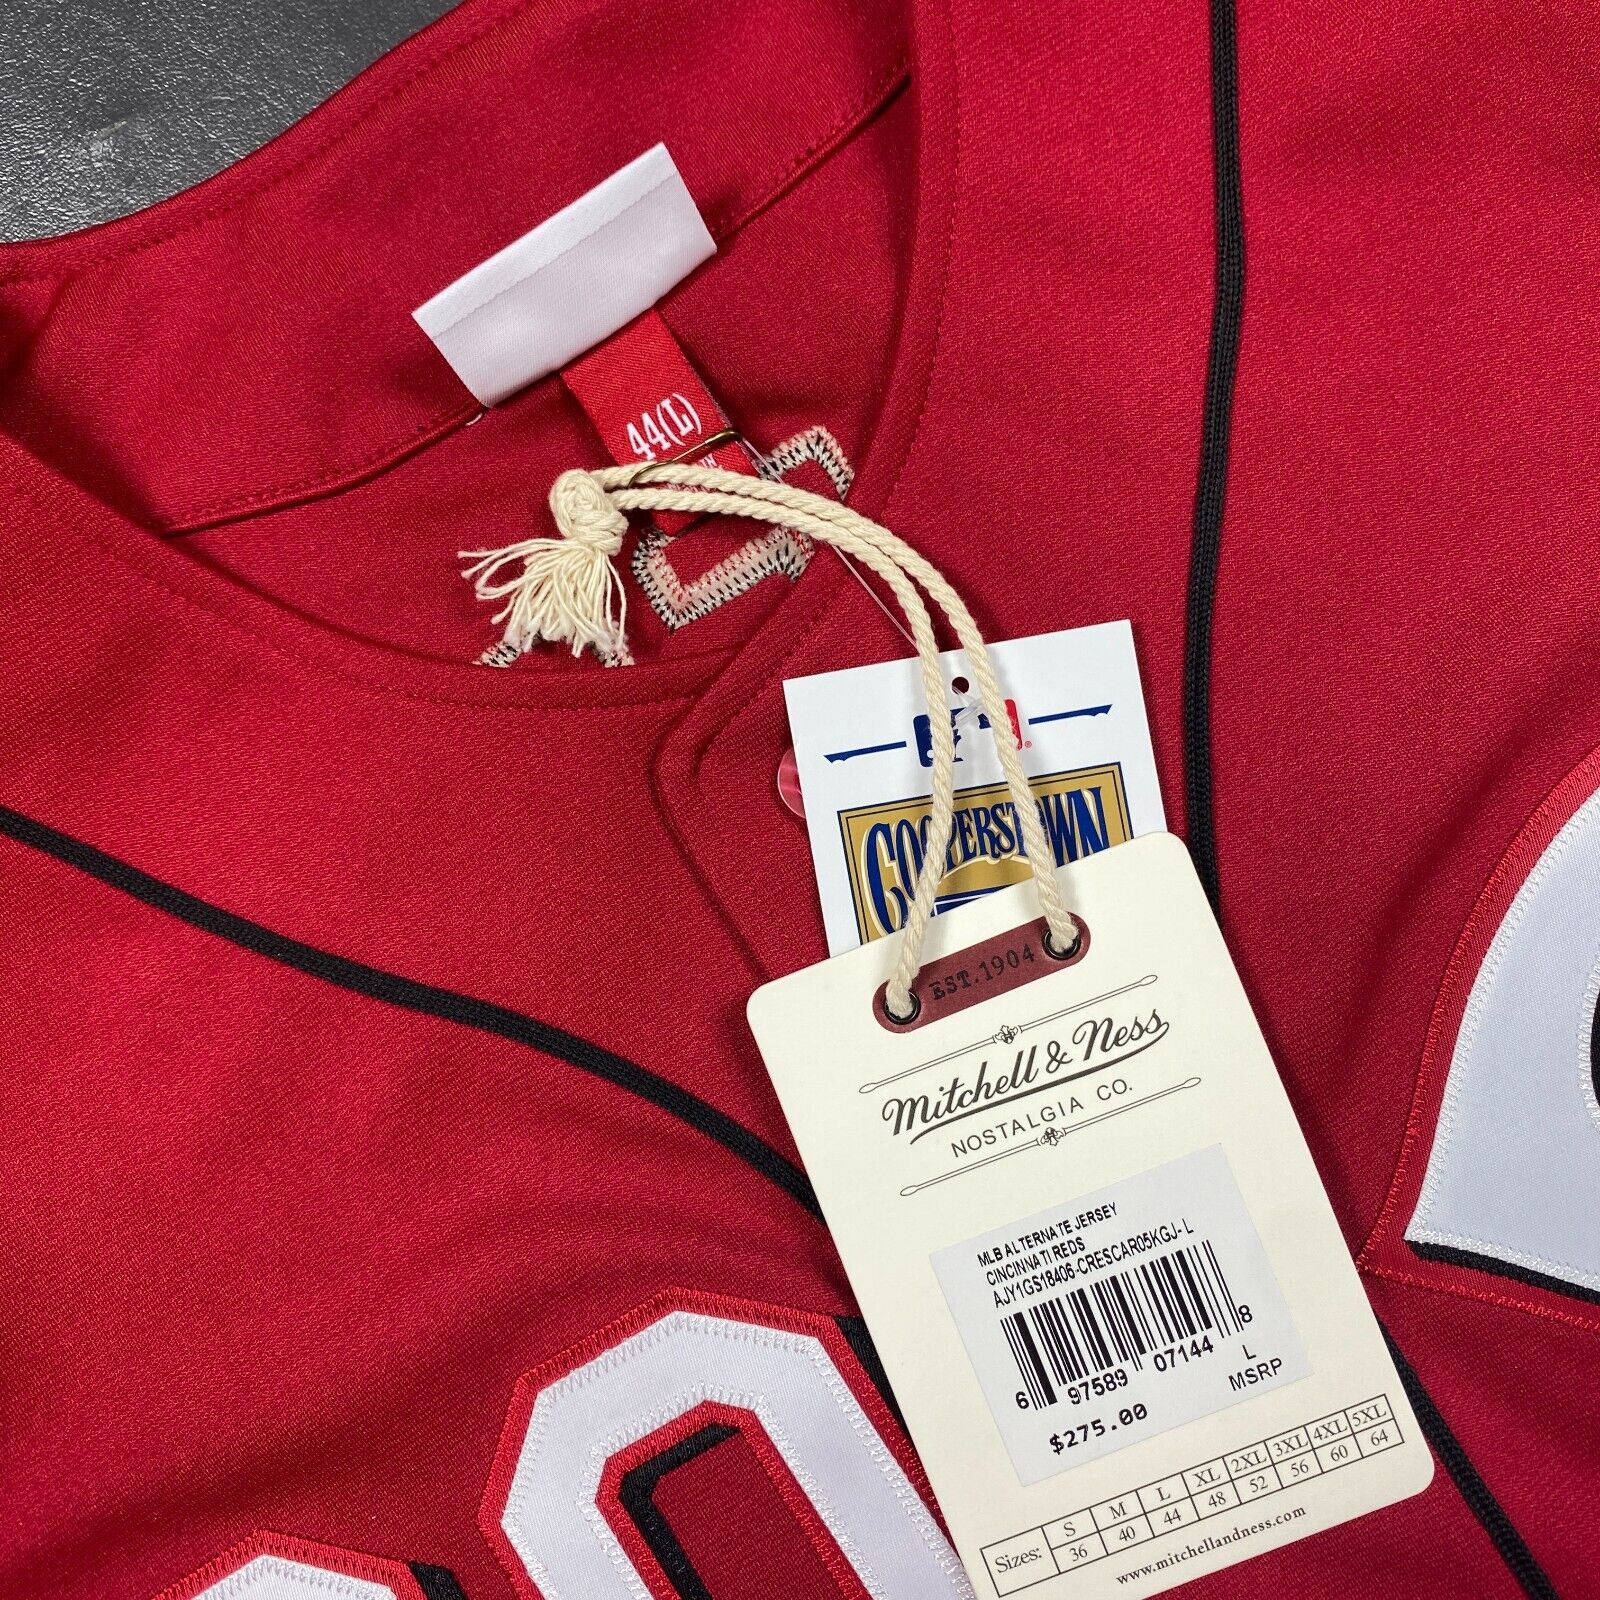 44(L)
COOPERSTOWN
EST.1904
Mitchell & Ness
NOSTALGIA CO.
MLB ALTERNATE JERSEY
CINCINNATI REDS
AJY1GS18406-CRESCAR05KGJ-L
6 97589 07144 8
L
$275.00 MSRP
S M L XL 2XL 3XL 4XL 5XL
Sizes: 36 40 44 48 52 56 60 64
www.mitchellandness.com